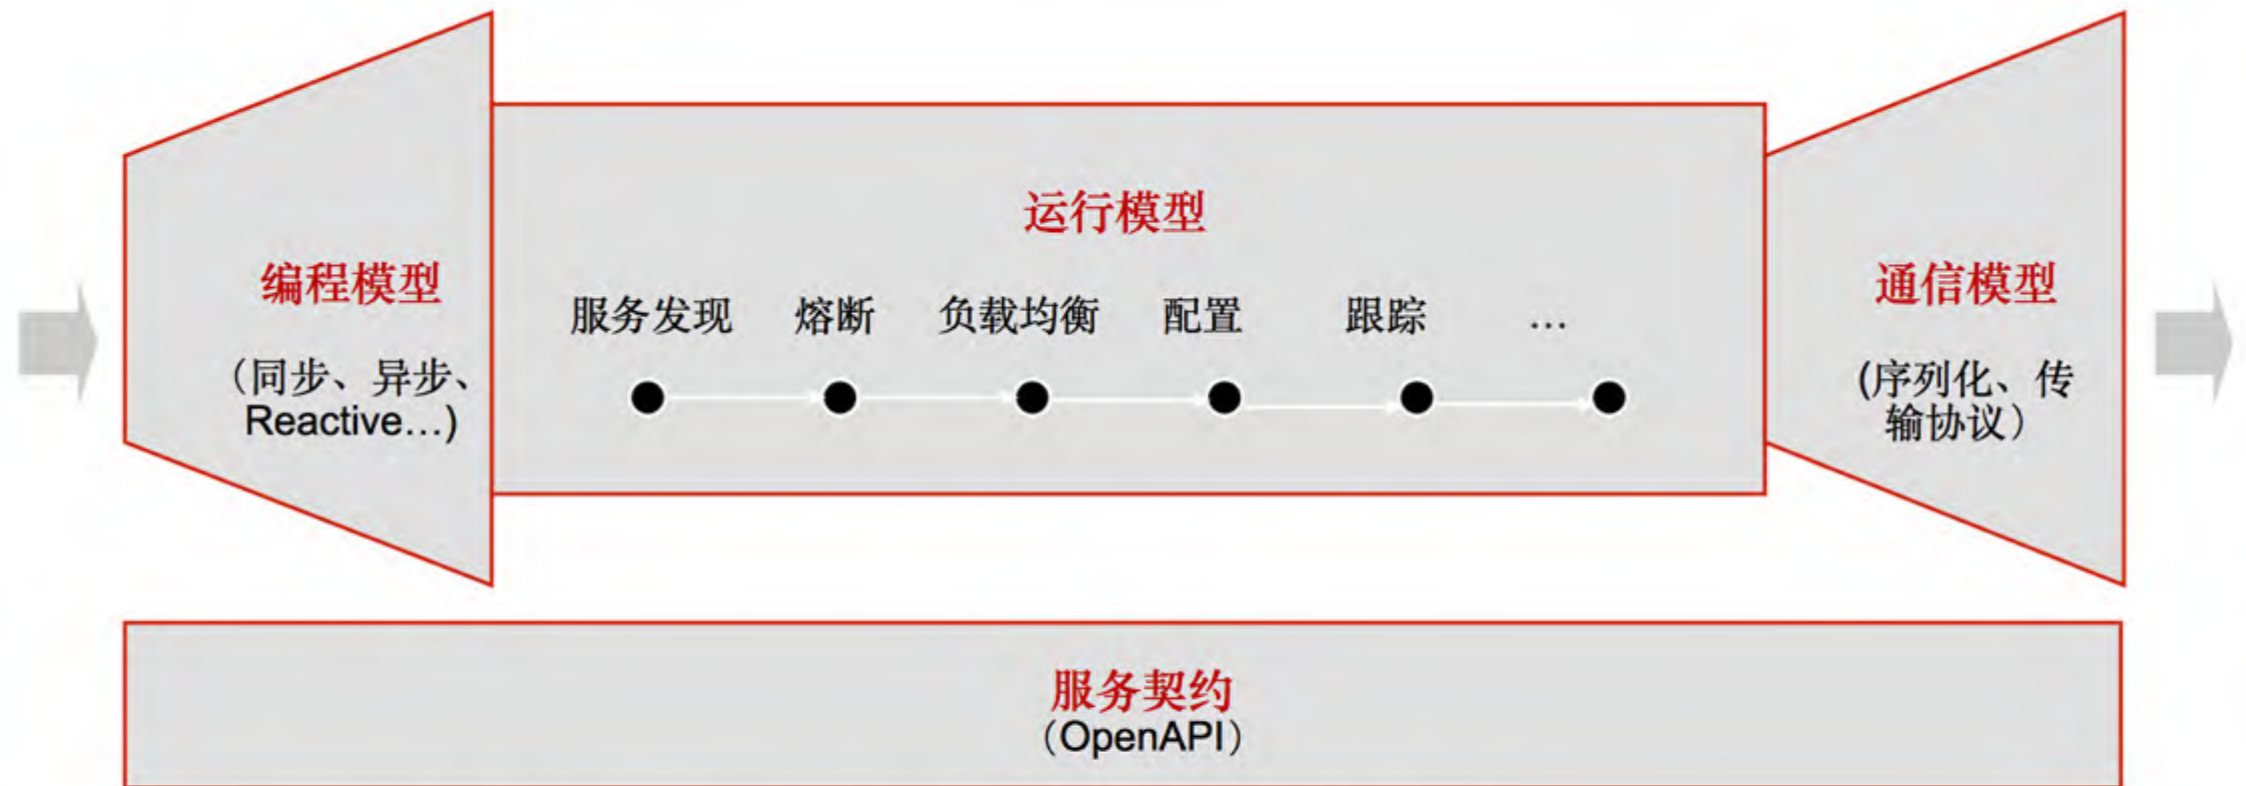 运行模型
编程模型
通信模型
服务发现 熔断 负载均衡 配置 跟踪 …
（同步、异步、
Reactive…）
(序列化、传
输协议）
服务契约
（OpenAPI）